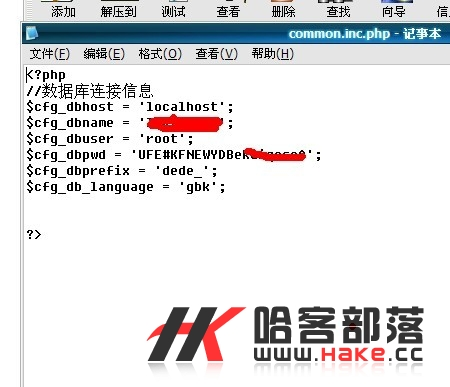 添加 解压到 测试 查看 删除 查找 向导 信
common.inc.php - 记事本
文件(F) 编辑(E) 格式(O) 查看(V) 帮助(H)
<?php
//数据库连接信息
$cfg_dbhost = 'localhost';
$cfg_dbname = '';
$cfg_dbuser = 'root';
$cfg_dbpwd = 'UFE#KFNEWYDBeK';
$cfg_dbprefix = 'dede_';
$cfg_db_language = 'gbk';
?>
HK 哈客部落
www.Hake.cc